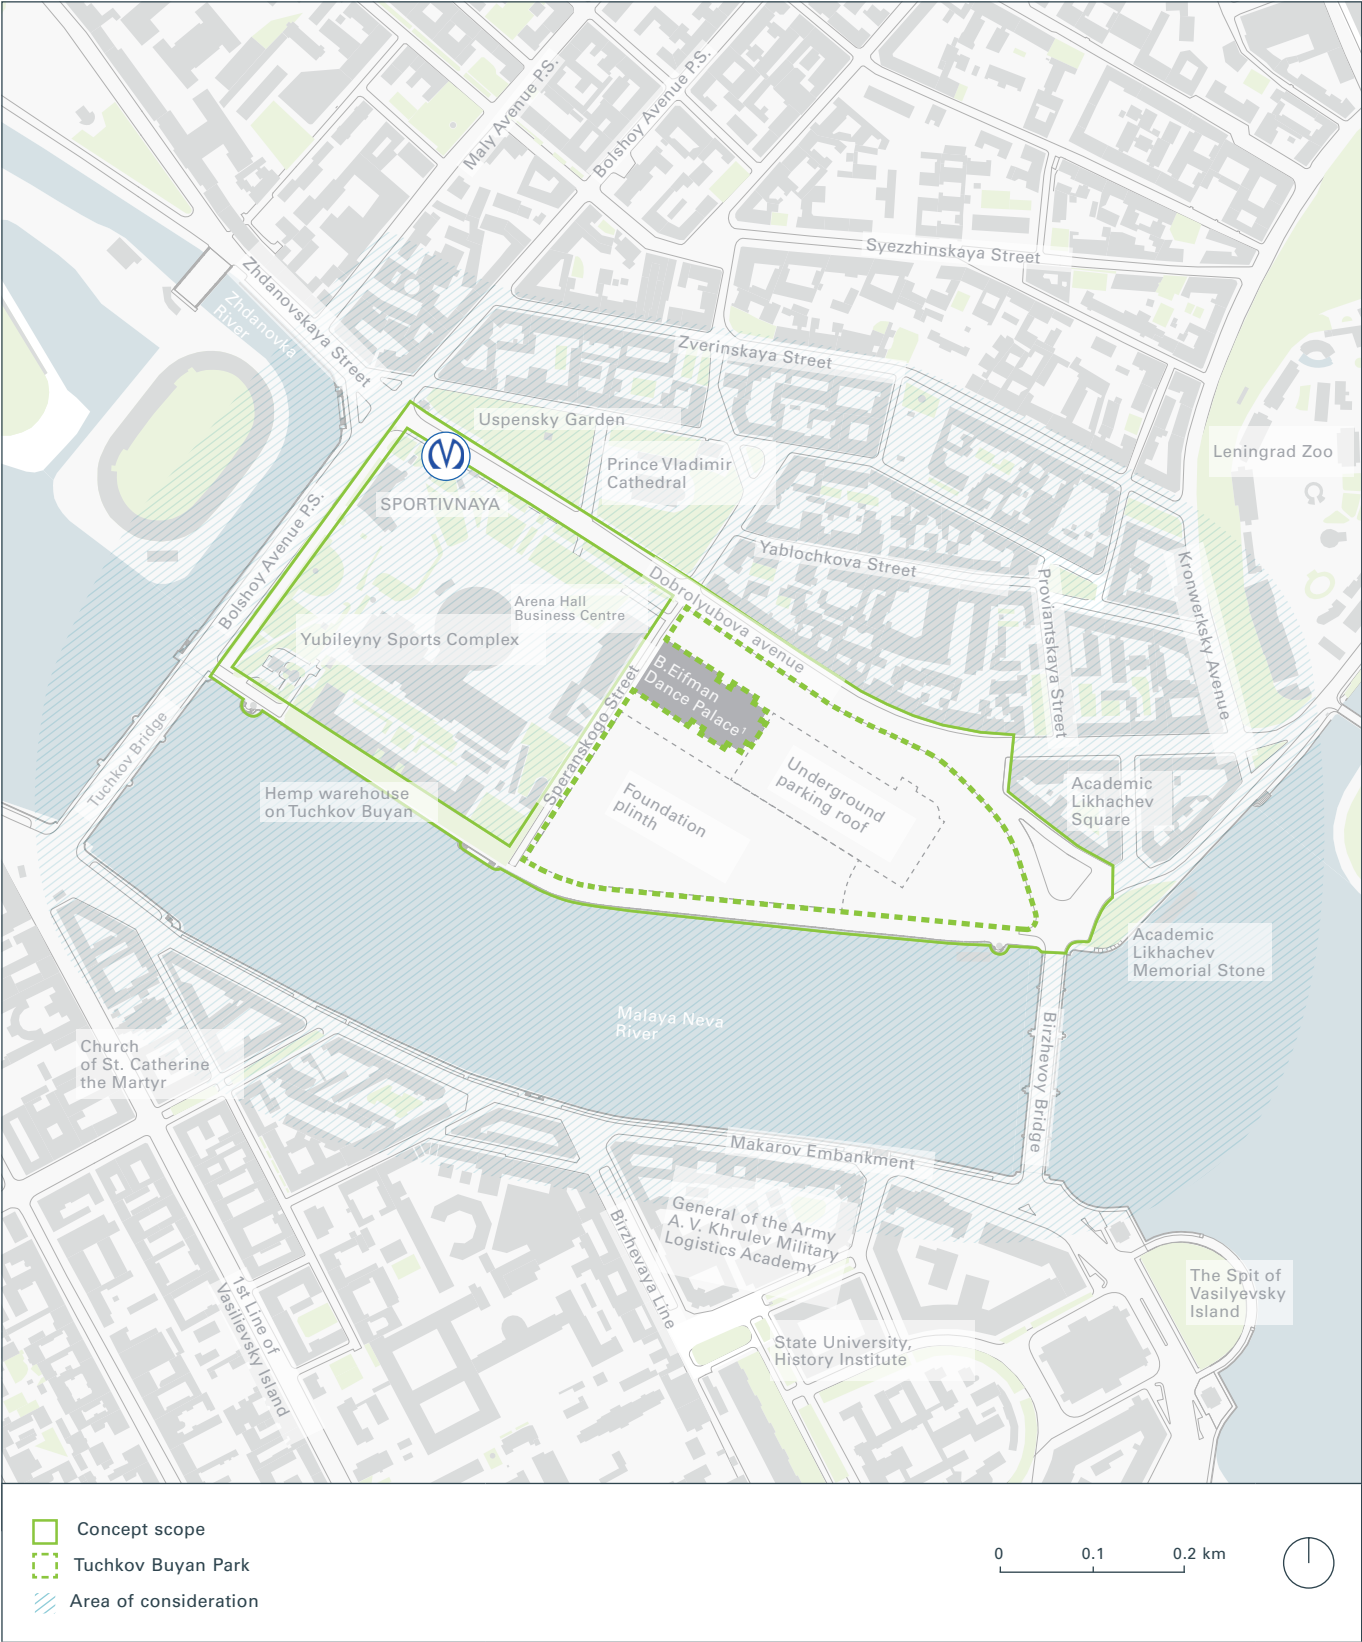 Maly Avenue P.S.
Bolshoy Avenue P.S.
Syezzhinskaya Street
Zhdanovskaya Street
Zhdanovka
River
Zverinskaya Street
Uspensky Garden
Leningrad Zoo
Prince Vladimir
Cathedral
SPORTIVNAYA
Bolshoy Avenue P.S.
Yablochkova Street
Kronwerksky Avenue
Proviantskaya Street
Dobrolyubova avenue
Arena Hall
Business Centre
Yubileyny Sports Complex
B.Eifman
Dance Palace¹
Speranskogo Street
Tuchkov Bridge
Hemp warehouse
on Tuchkov Buyan
Foundation
plinth
Underground
parking roof
Academic
Likhachev
Square
Academic
Likhachev
Memorial Stone
Malaya Neva
River
Birzhevoy Bridge
Church
of St. Catherine
the Martyr
Makarov Embankment
General of the Army
A. V. Khrulev Military
Logistics Academy
Birzhevaya Line
1st Line of
Vasilievsky Island
The Spit of
Vasilyevsky
Island
State University,
History Institute
Concept scope
Tuchkov Buyan Park
Area of consideration
0 0.1 0.2 km